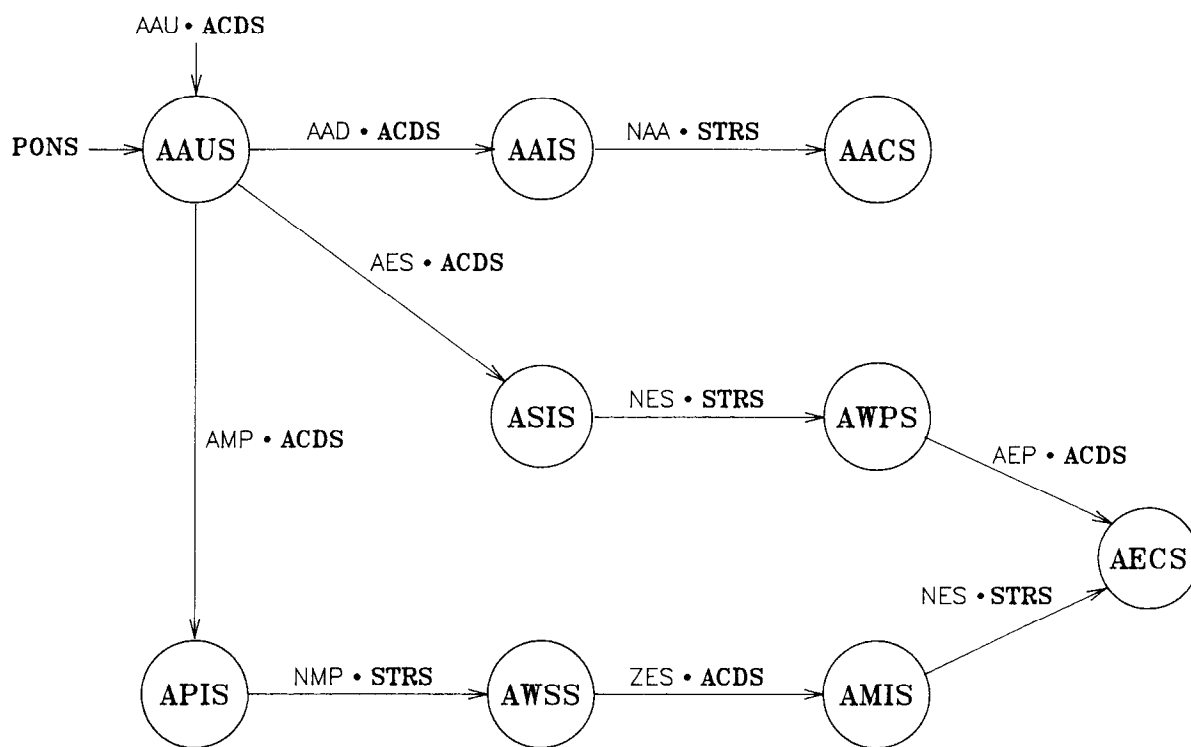 AAU • ACDS
PONS
AAUS
AAD • ACDS
AAIS
NAA • STRS
AACS
AES • ACDS
ASIS
NES • STRS
AWPS
AMP • ACDS
AEP • ACDS
AECS
NES • STRS
APIS
NMP • STRS
AWSS
ZES • ACDS
AMIS